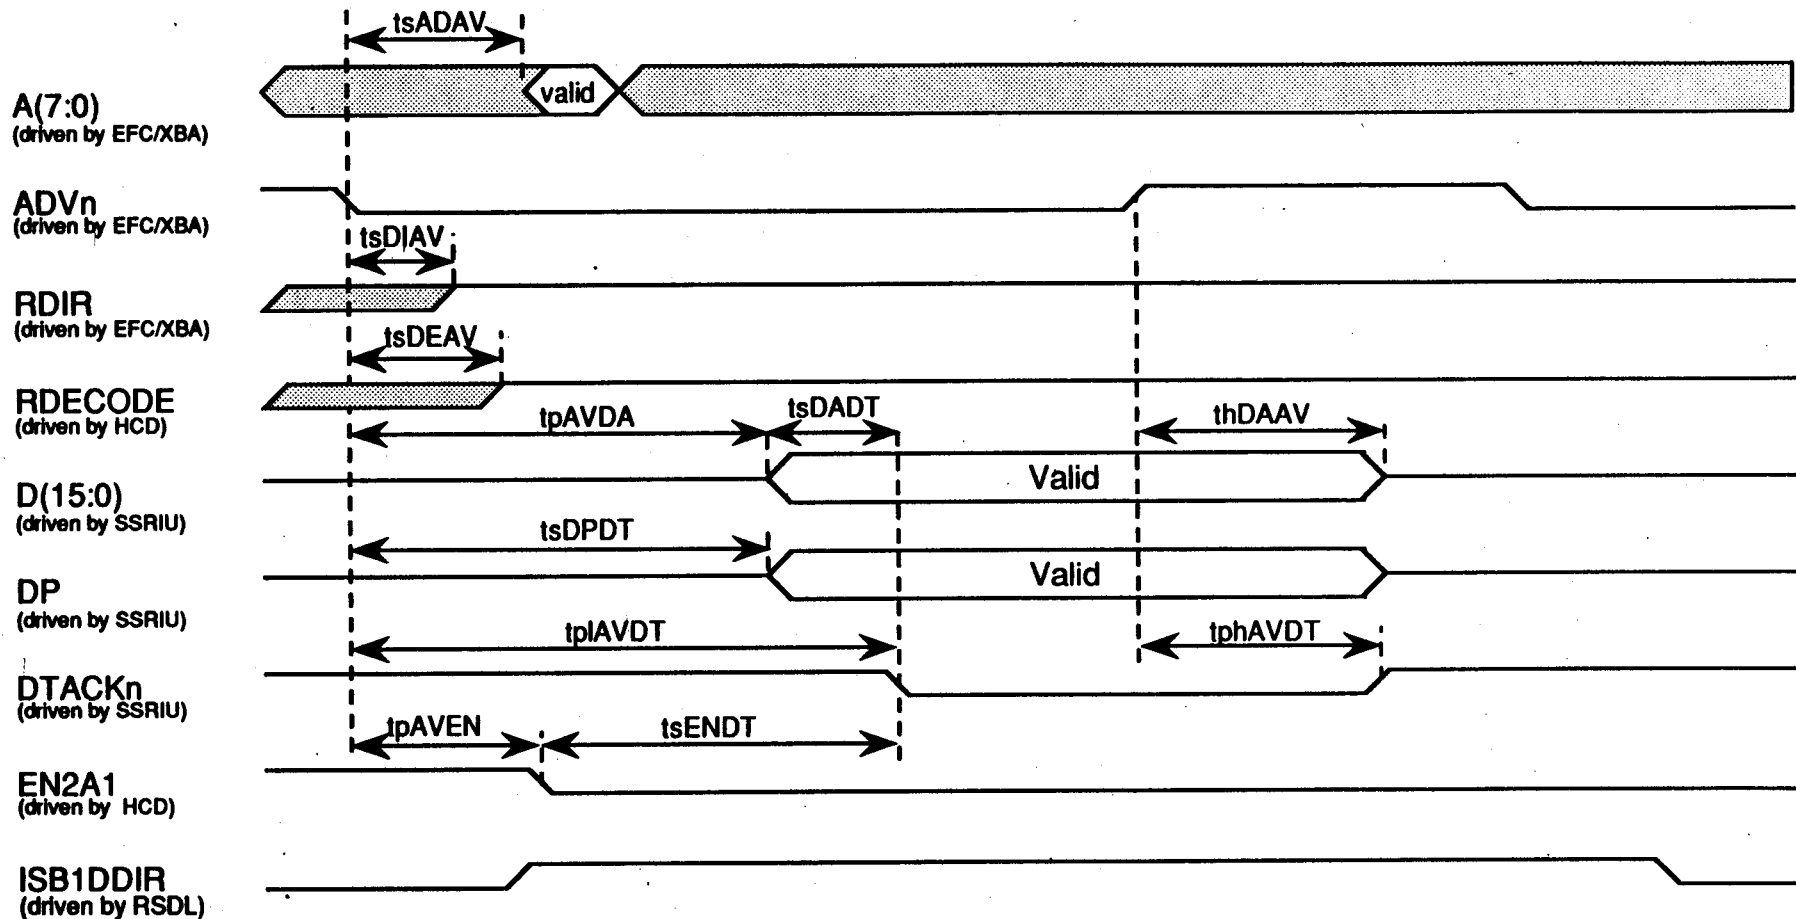 tsADAV
valid
A(7:0)
(driven by EFC/XBA)
ADVn
(driven by EFC/XBA)
tsDIAV
RDIR
(driven by EFC/XBA)
tsDEAV
RDECODE
(driven by HCD)
tpAVDA
tsDADT
thDAAV
Valid
D(15:0)
(driven by SSRIU)
tsDPDT
Valid
DP
(driven by SSRIU)
tplAVDT
tphAVDT
DTACKn
(driven by SSRIU)
tpAVEN
tsENDT
EN2A1
(driven by HCD)
ISB1DDIR
(driven by RSDL)